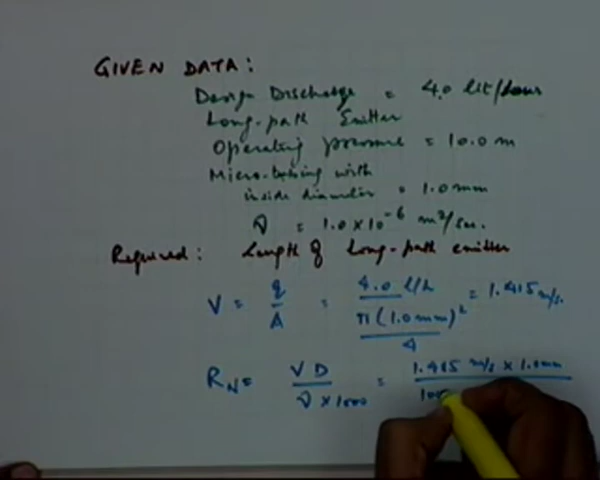 GIVEN DATA:
Design Discharge = 4.0 lit/hour
Long-path Emitter
Operating pressure = 10.0 m
Micro-tubing with
inside diameter = 1.0 mm
ν = 1.0 × 10⁻⁶ m²/sec.
Required: Length of Long-path emitter
V = q/A = 4.0 l/h / (π(1.0 mm)²/4) = 1.415 m/s.
R_N = V D / (ν × 1000) = 1.415 m/s × 1.0 mm / 100